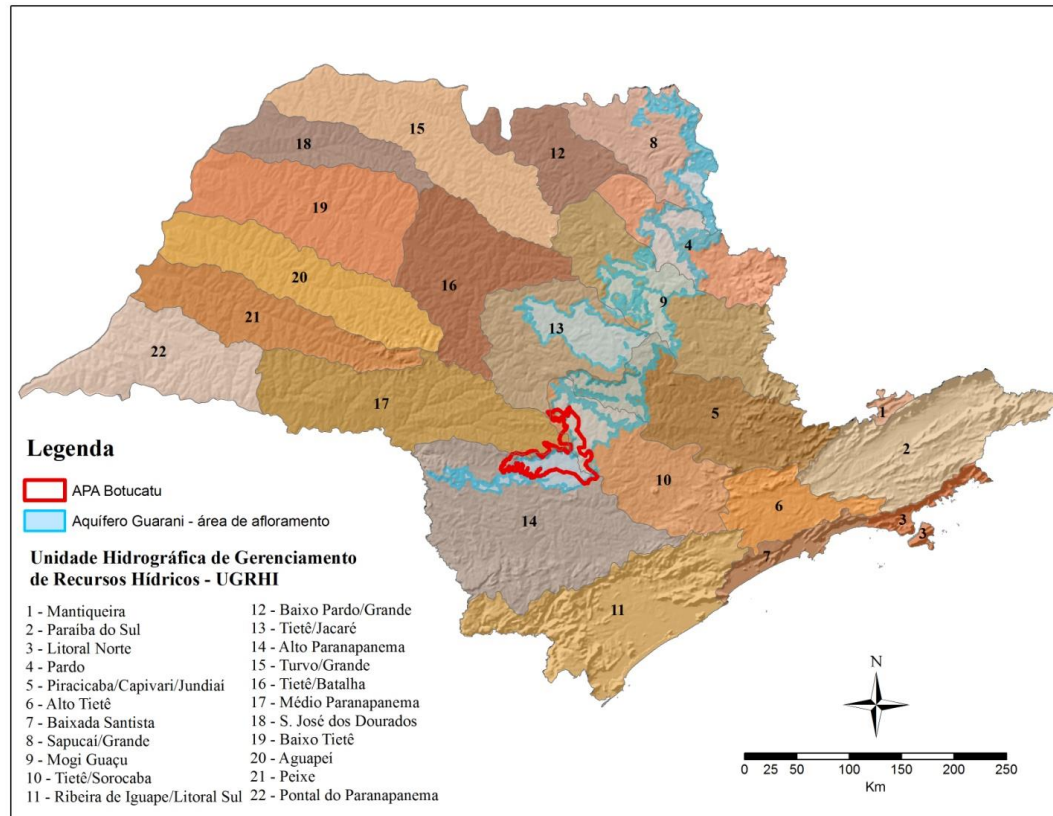 15
18
12
8
19
4
20
16
9
13
21
22
17
5
1
2
10
6
3
3
14
7
11
Legenda
APA Botucatu
Aquífero Guarani - área de afloramento
Unidade Hidrográfica de Gerenciamento
de Recursos Hídricos - UGRHI
1 - Mantiqueira
2 - Paraíba do Sul
3 - Litoral Norte
4 - Pardo
5 - Piracicaba/Capivari/Jundiaí
6 - Alto Tietê
7 - Baixada Santista
8 - Sapucaí/Grande
9 - Mogi Guaçu
10 - Tietê/Sorocaba
11 - Ribeira de Iguape/Litoral Sul
12 - Baixo Pardo/Grande
13 - Tietê/Jacaré
14 - Alto Paranapanema
15 - Turvo/Grande
16 - Tietê/Batalha
17 - Médio Paranapanema
18 - S. José dos Dourados
19 - Baixo Tietê
20 - Aguapei
21 - Peixe
22 - Pontal do Paranapanema
N
0 25 50 100 150 200 250
Km